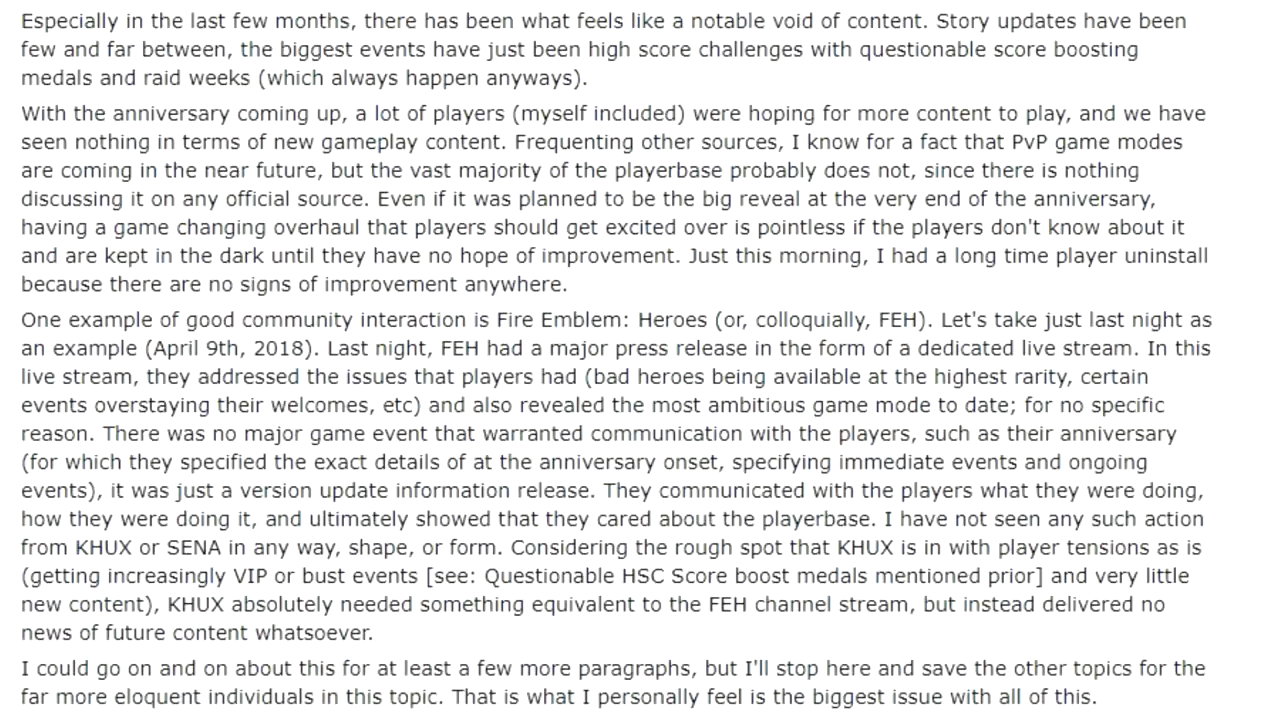 Especially in the last few months, there has been what feels like a notable void of content. Story updates have been
few and far between, the biggest events have just been high score challenges with questionable score boosting
medals and raid weeks (which always happen anyways).
With the anniversary coming up, a lot of players (myself included) were hoping for more content to play, and we have
seen nothing in terms of new gameplay content. Frequenting other sources, I know for a fact that PvP game modes
are coming in the near future, but the vast majority of the playerbase probably does not, since there is nothing
discussing it on any official source. Even if it was planned to be the big reveal at the very end of the anniversary,
having a game changing overhaul that players should get excited over is pointless if the players don't know about it
and are kept in the dark until they have no hope of improvement. Just this morning, I had a long time player uninstall
because there are no signs of improvement anywhere.
One example of good community interaction is Fire Emblem: Heroes (or, colloquially, FEH). Let's take just last night as
an example (April 9th, 2018). Last night, FEH had a major press release in the form of a dedicated live stream. In this
live stream, they addressed the issues that players had (bad heroes being available at the highest rarity, certain
events overstaying their welcomes, etc) and also revealed the most ambitious game mode to date; for no specific
reason. There was no major game event that warranted communication with the players, such as their anniversary
(for which they specified the exact details of at the anniversary onset, specifying immediate events and ongoing
events), it was just a version update information release. They communicated with the players what they were doing,
how they were doing it, and ultimately showed that they cared about the playerbase. I have not seen any such action
from KHUX or SENA in any way, shape, or form. Considering the rough spot that KHUX is in with player tensions as is
(getting increasingly VIP or bust events [see: Questionable HSC Score boost medals mentioned prior] and very little
new content), KHUX absolutely needed something equivalent to the FEH channel stream, but instead delivered no
news of future content whatsoever.
I could go on and on about this for at least a few more paragraphs, but I'll stop here and save the other topics for the
far more eloquent individuals in this topic. That is what I personally feel is the biggest issue with all of this.